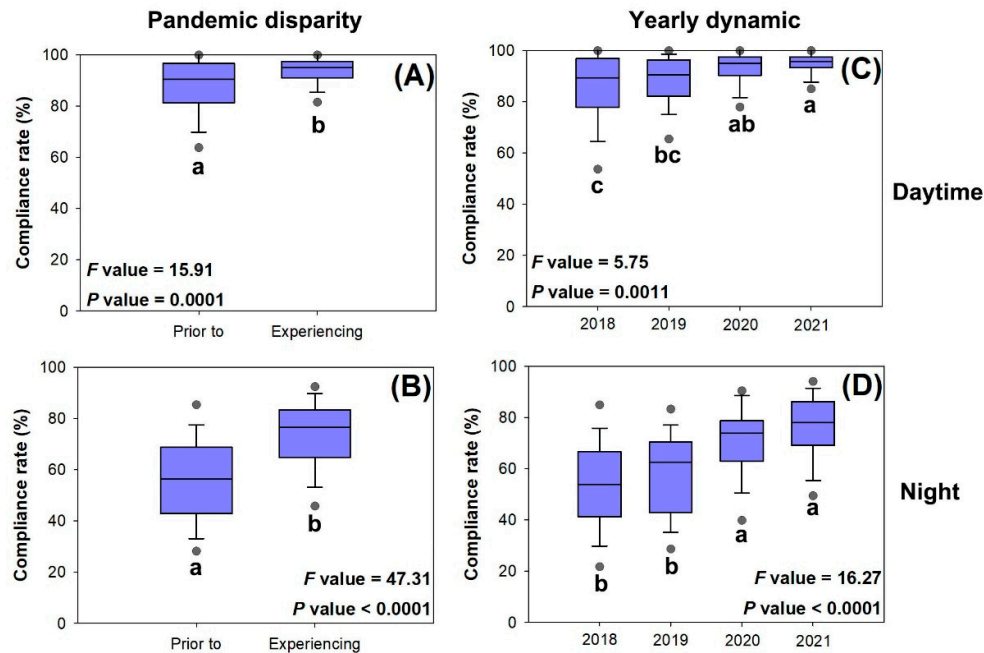 Pandemic disparity
Yearly dynamic
(A)
Compliance rate (%)
100
80
60
40
20
0
a
b
F value = 15.91
P value = 0.0001
Prior to
Experiencing
(C)
Compliance rate (%)
100
80
60
40
20
0
c
bc
ab
a
F value = 5.75
P value = 0.0011
2018
2019
2020
2021
Daytime
(B)
Compliance rate (%)
100
80
60
40
20
0
a
b
F value = 47.31
P value < 0.0001
Prior to
Experiencing
(D)
Compliance rate (%)
100
80
60
40
20
0
b
b
a
a
F value = 16.27
P value < 0.0001
2018
2019
2020
2021
Night